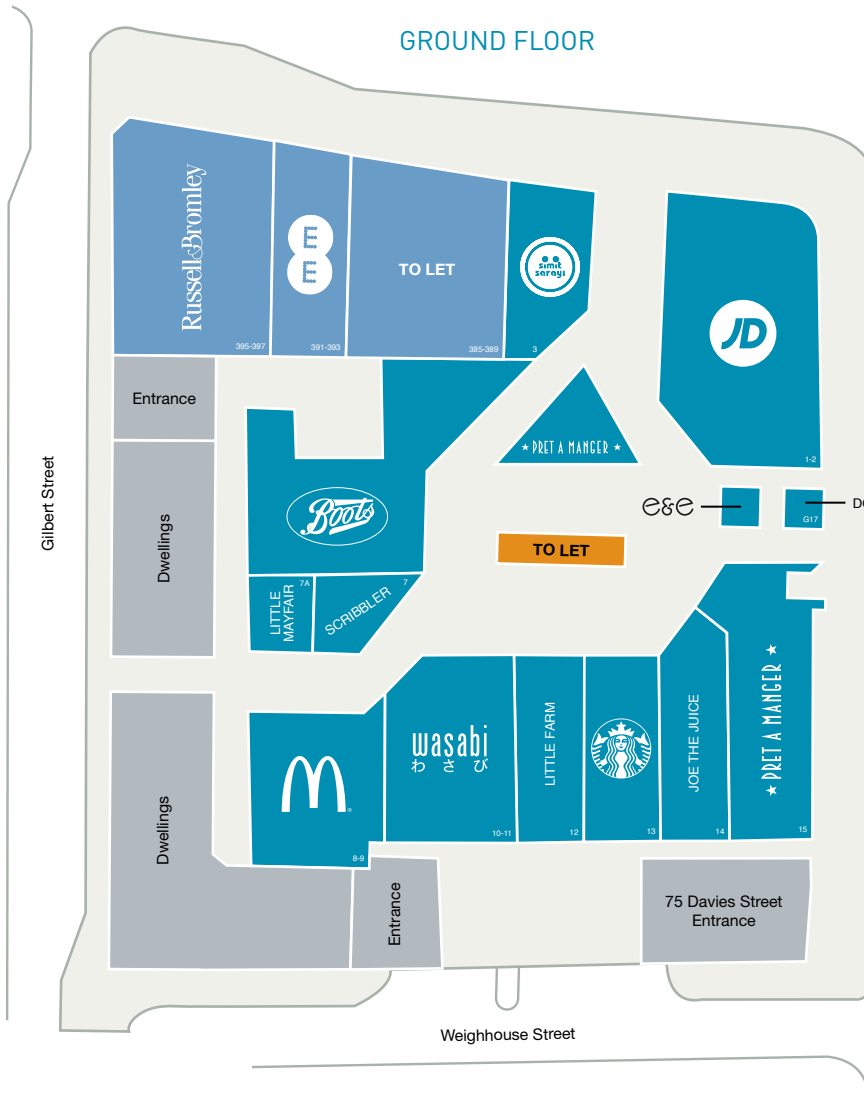 GROUND FLOOR
Russell&Bromley
395-397
E
E
391-393
TO LET
385-389
simit
sarayi
3
JD
1-2
Entrance
★ PRET A MANGER ★
Boots
e&e
G17
TO LET
Gilbert Street
Dwellings
LITTLE
MAYFAIR
7A
SCRIBBLER
7
wasabi
わさび
10-11
LITTLE FARM
12
13
JOE THE JUICE
14
★ PRET A MANGER ★
15
M
8-9
Dwellings
Entrance
75 Davies Street
Entrance
Weighhouse Street